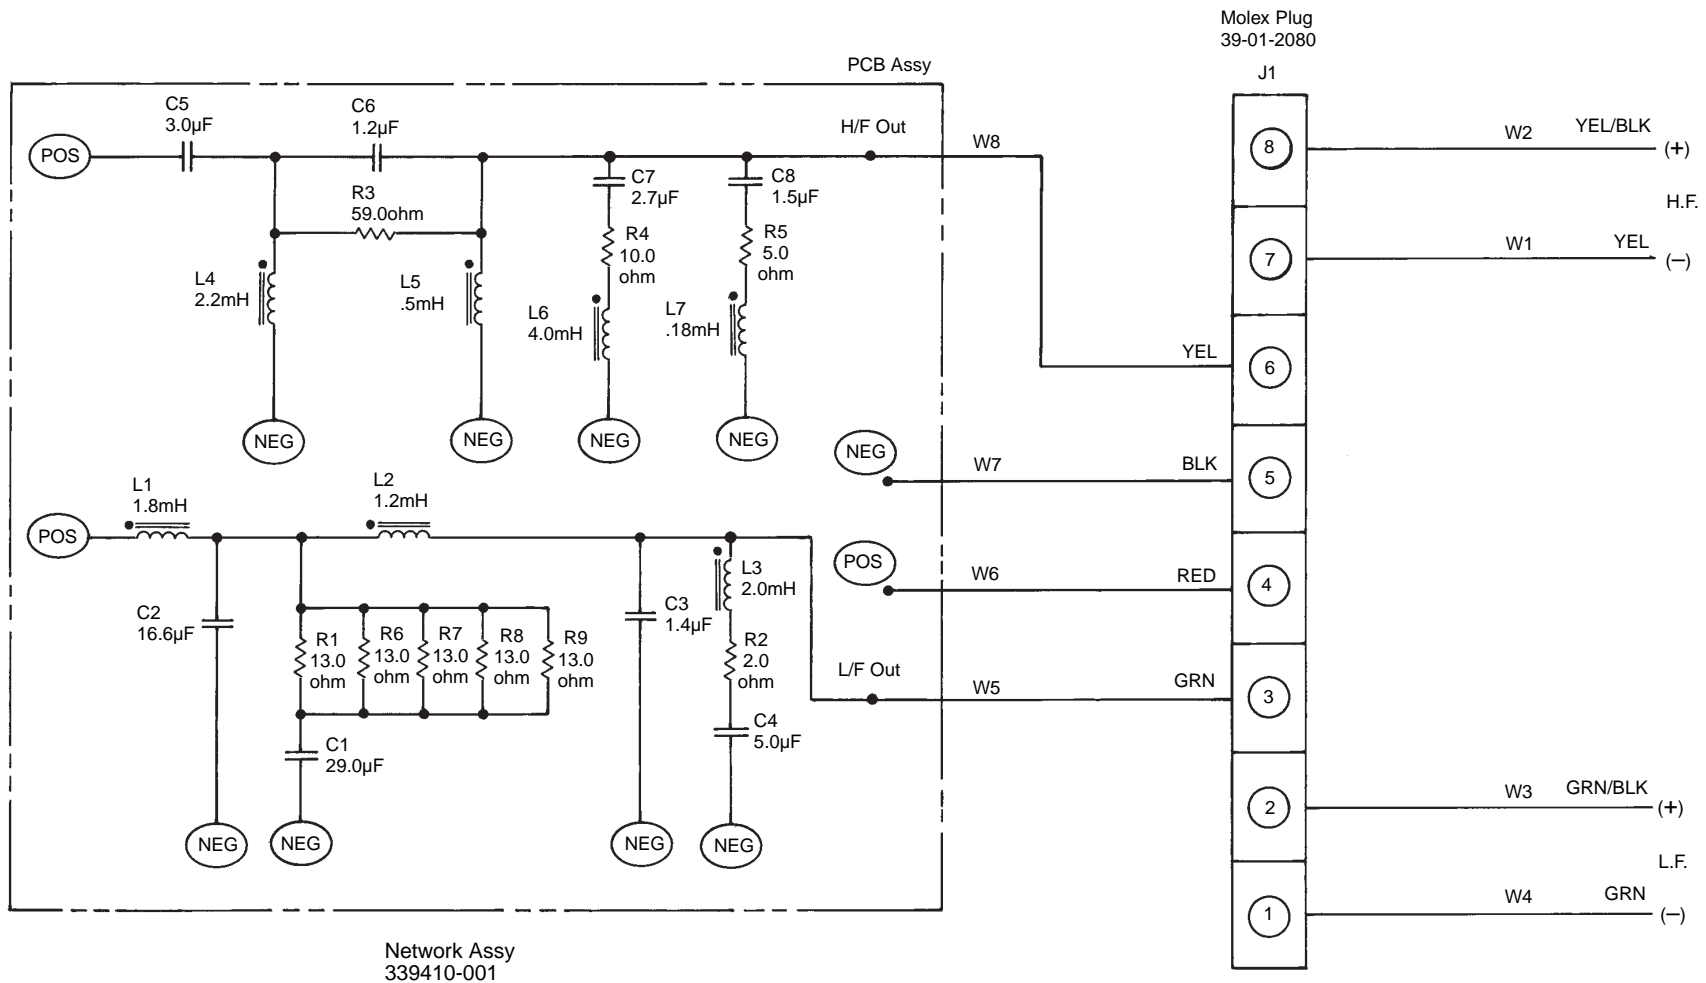 Molex Plug
39-01-2080
J1
PCB Assy
C5
3.0µF
C6
1.2µF
H/F Out
W8
POS
R3
59.0ohm
C7
2.7µF
C8
1.5µF
R4
10.0
ohm
R5
5.0
ohm
L4
2.2mH
L5
.5mH
L6
4.0mH
L7
.18mH
NEG
NEG
NEG
NEG
8
W2
YEL/BLK
(+)
H.F.
7
W1
YEL
(−)
YEL
6
NEG
W7
BLK
5
L1
1.8mH
L2
1.2mH
POS
POS
W6
RED
4
L3
2.0mH
C2
16.6µF
C3
1.4µF
R1
13.0
ohm
R6
13.0
ohm
R7
13.0
ohm
R8
13.0
ohm
R9
13.0
ohm
R2
2.0
ohm
L/F Out
W5
GRN
3
C1
29.0µF
C4
5.0µF
NEG
NEG
NEG
NEG
2
W3
GRN/BLK
(+)
L.F.
1
W4
GRN
(−)
Network Assy
339410-001